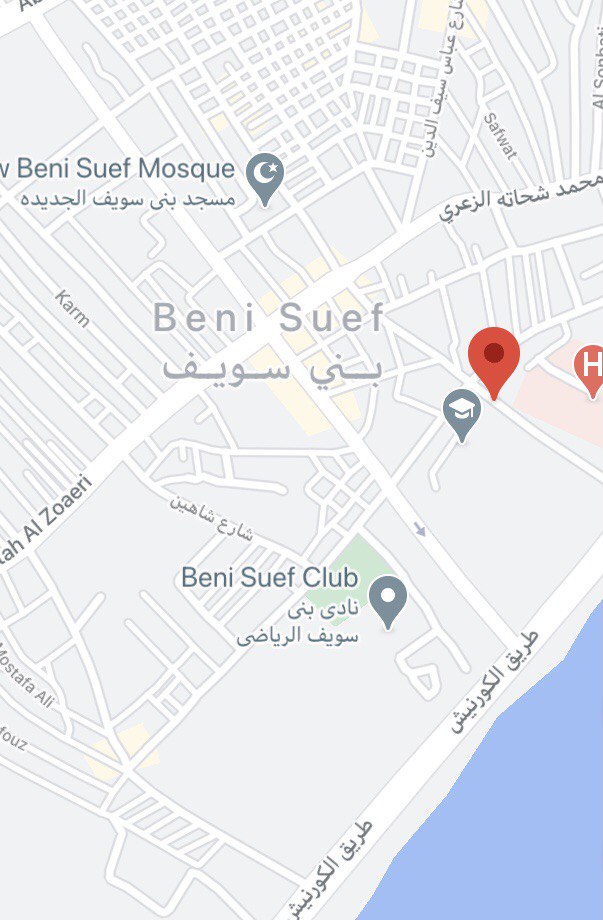 شارع عباس سيف الدين
Safwat
Al Sonbati
w Beni Suef Mosque
مسجد بنى سويف الجديده
محمد شحاته الزعري
Karm
Beni Suef
بني سويف
H
tah Al Zoaeri
شارع شاهين
Beni Suef Club
نادى بنى
سويف الرياضى
طريق الكورنيش
Mostafa Ali
fouz
طريق الكورنيش